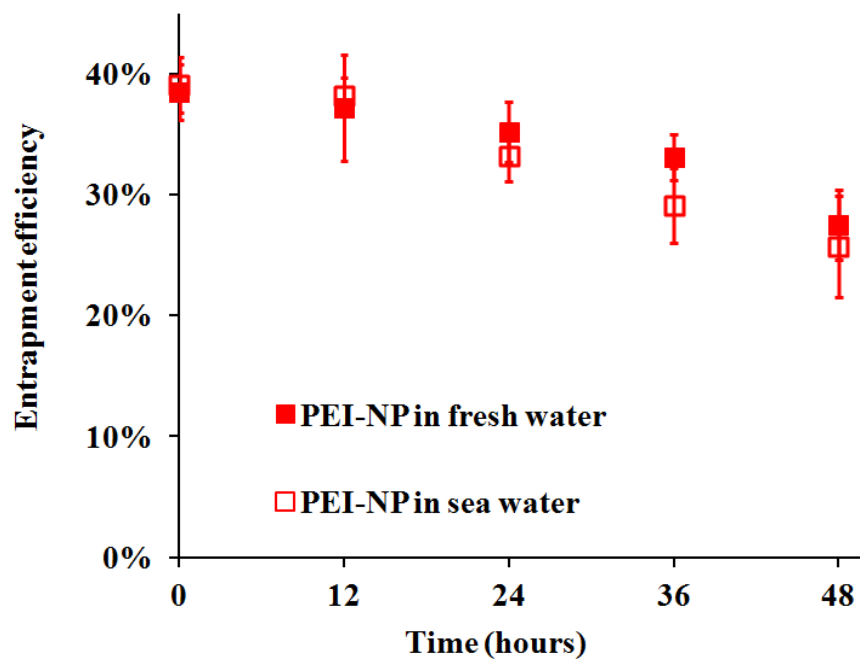 Entrapment efficiency
40%
30%
20%
10%
0%
PEI-NP in fresh water
PEI-NP in sea water
0 12 24 36 48
Time (hours)